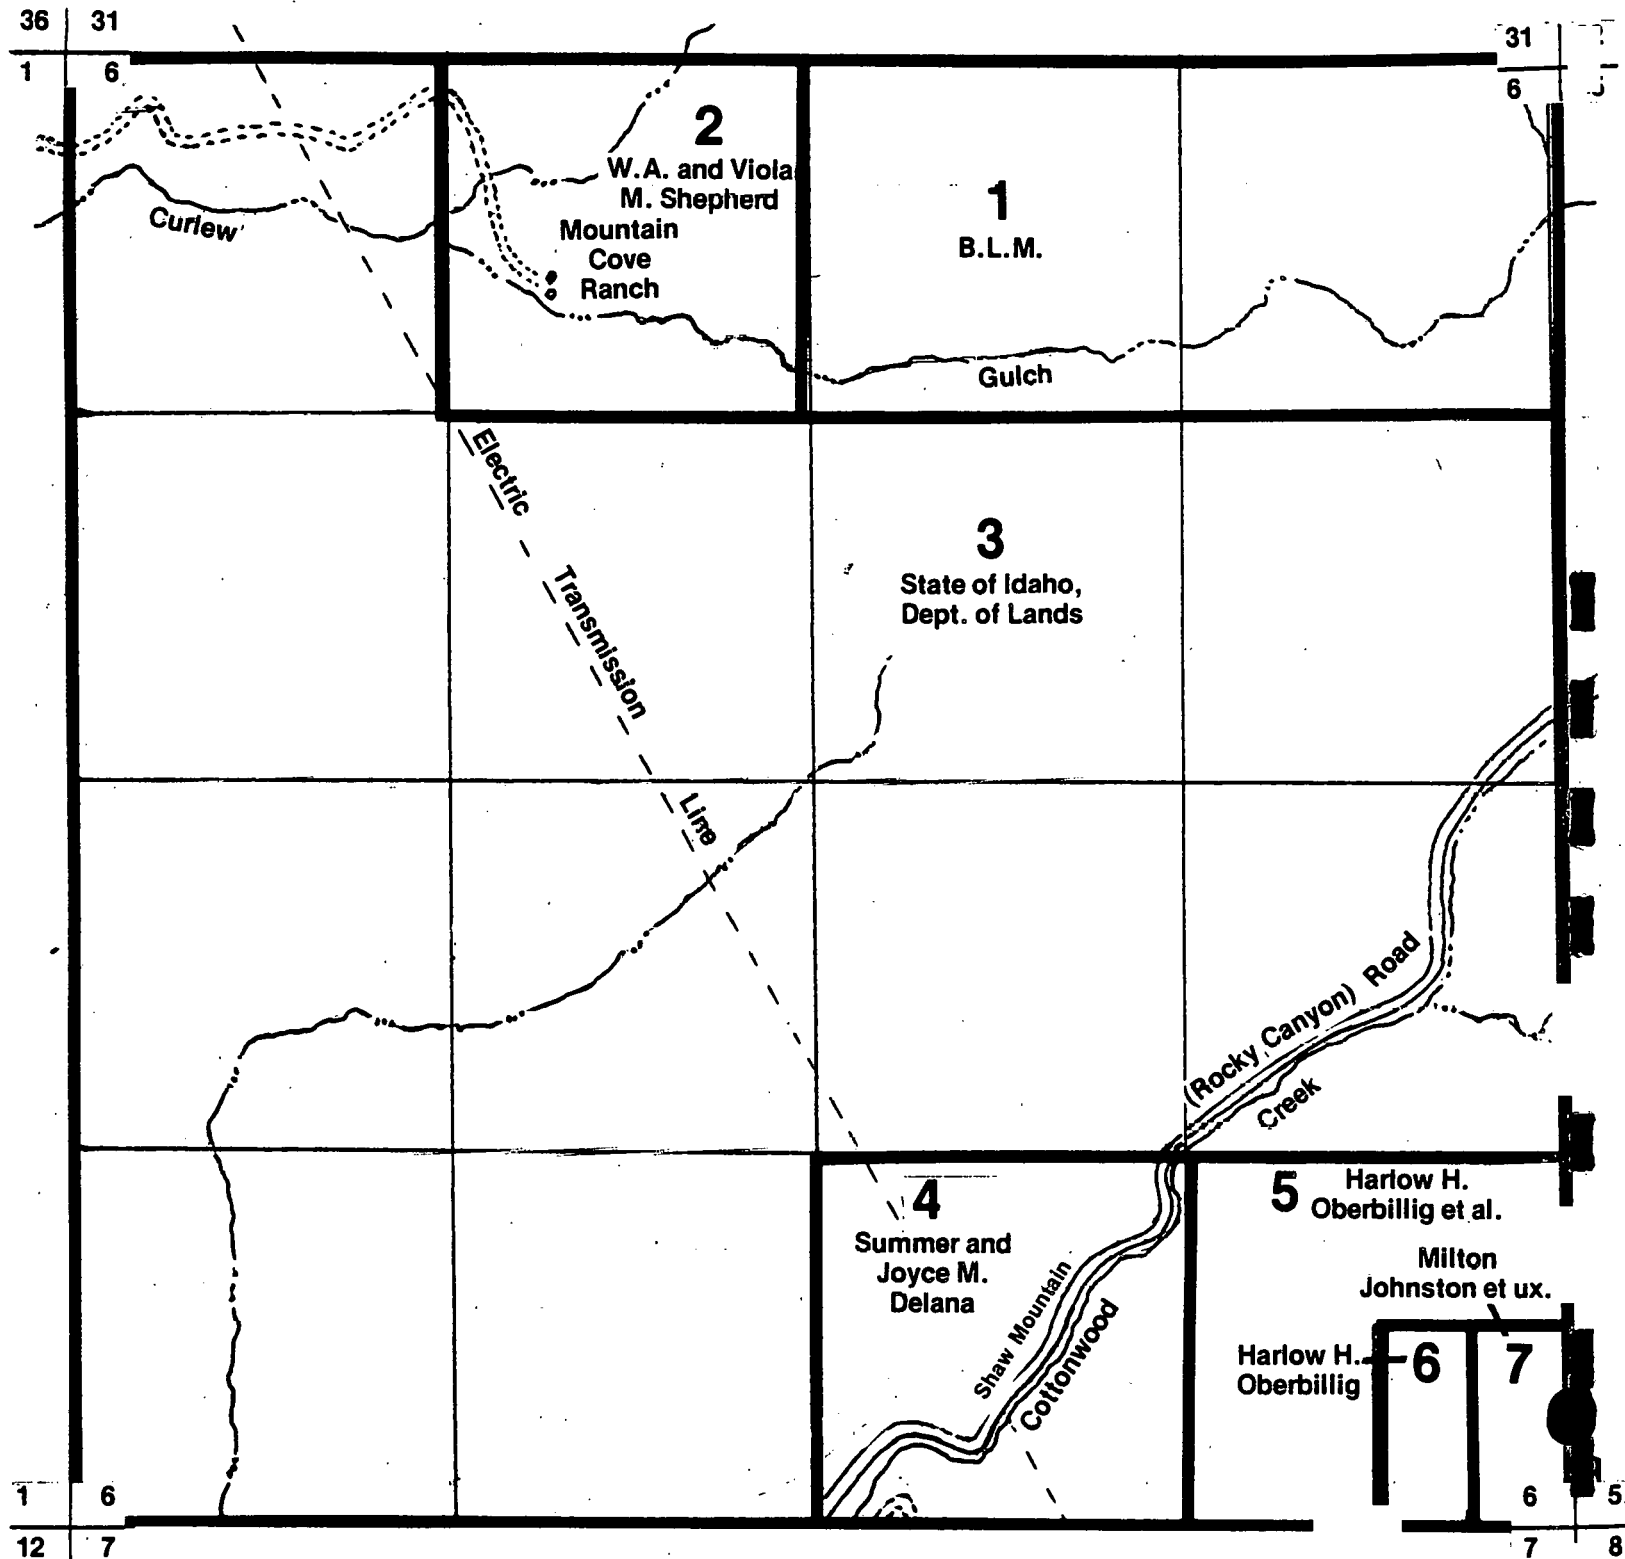 36 31
31
1 6
6
2
W.A. and Viola
M. Shepherd
Mountain
Cove
Ranch
1
B.L.M.
Curlew
Gulch
Electric
Transmission
Line
3
State of Idaho,
Dept. of Lands
(Rocky Canyon) Road
Creek
4
Summer and
Joyce M.
Delana
Shaw Mountain
Cottonwood
5
Harlow H.
Oberbillig et al.
Milton
Johnston et ux.
Harlow H.
Oberbillig
6
7
1 6
6 5
12 7
7 8